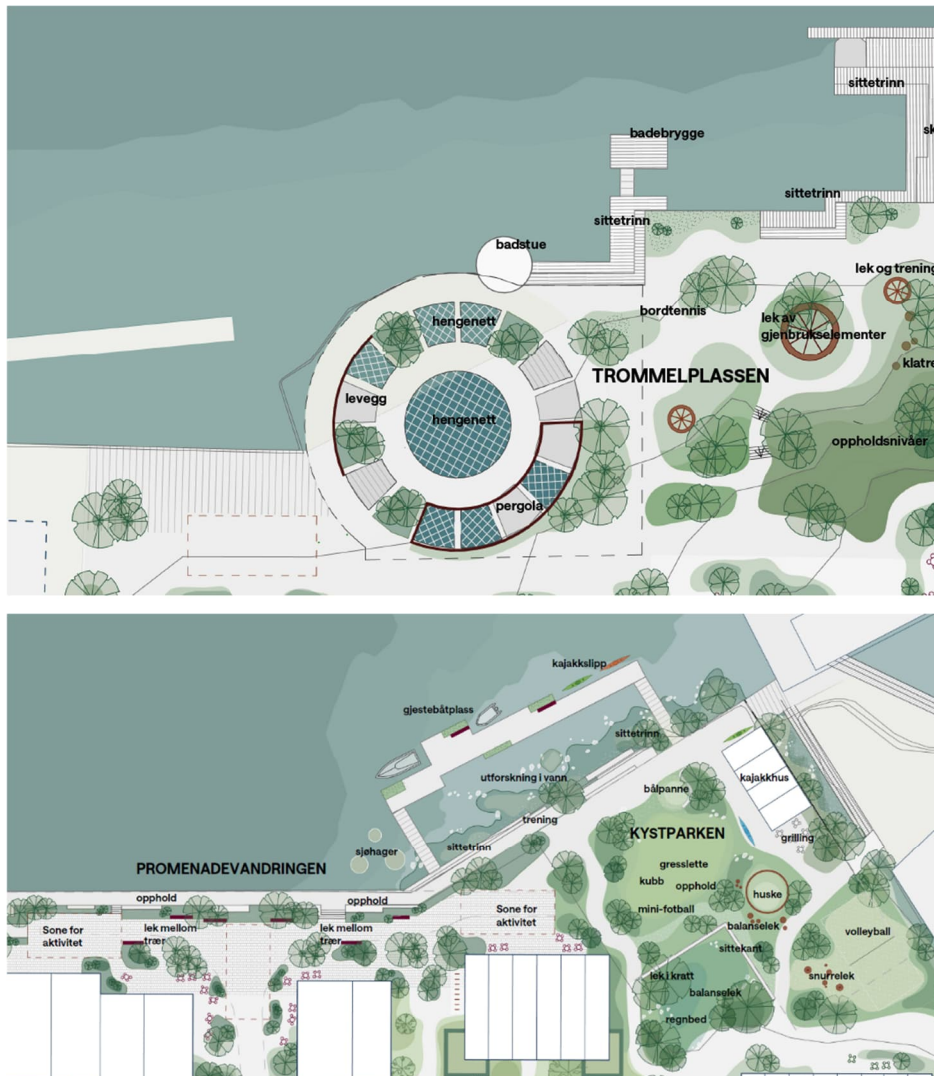 sittetrinn
badebrygge
sk
sittetrinn
sittetrinn
badstue
lek og trening
bordtennis
hengenett
lek av
gjenbrukselementer
klatre
TROMMELPLASSEN
levegg
hengenett
oppholdsnivåer
pergola
kajakkslipp
gjestebåtplass
sittetrinn
utforskning i vann
kajakkhus
bålpanne
trening
KYSTPARKEN
grilling
sittetrinn
sjøhager
PROMENADEVANDRINGEN
gresslette
kubb
opphold
huske
opphold
opphold
mini-fotball
Sone for
aktivitet
balanselek
Sone for
aktivitet
lek mellom
trær
lek mellom
trær
volleyball
sittekant
lek i kratt
snurrelek
balanselek
regnbed